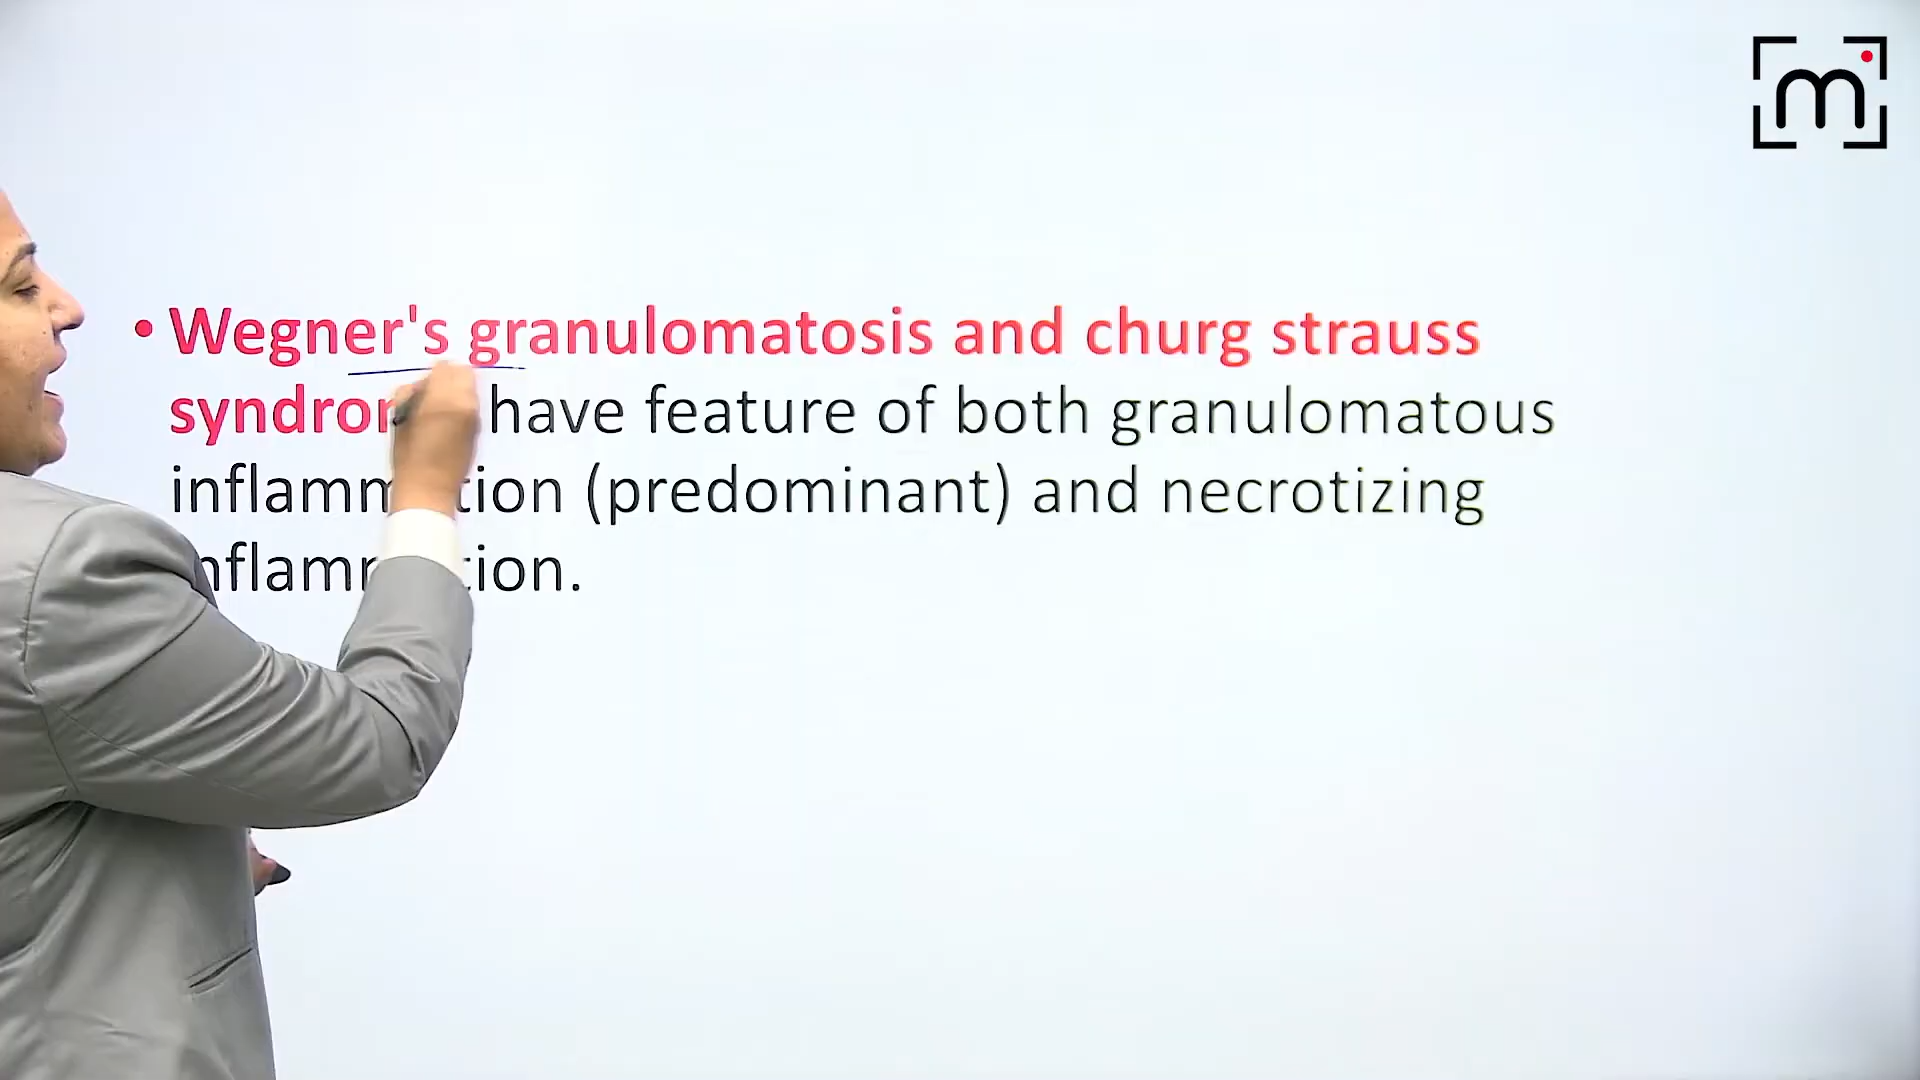 • Wegner's granulomatosis and churg strauss
have feature of both granulomatous
(predominant) and necrotizing
m